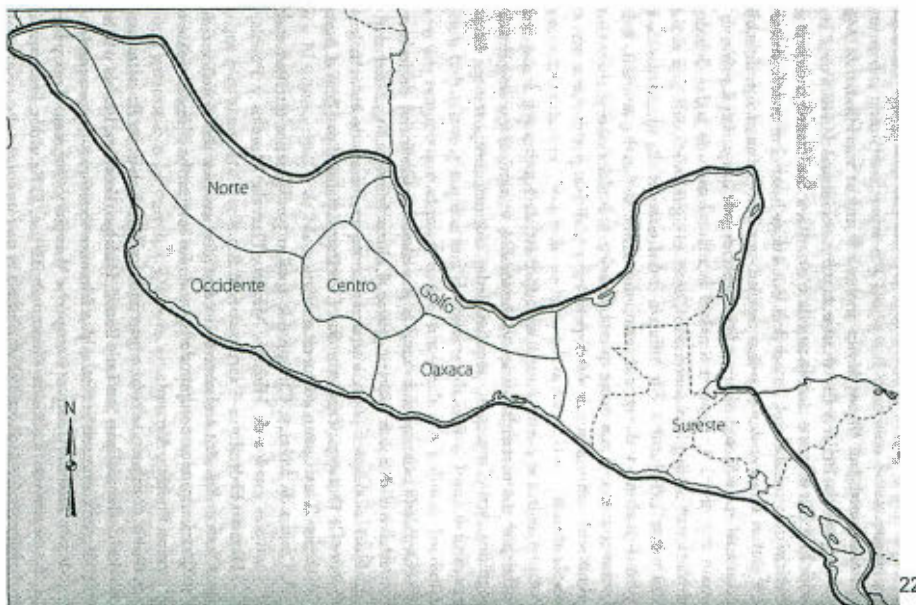 Norte
Occidente
Centro
Golfo
Oaxaca
N
Sureste
22